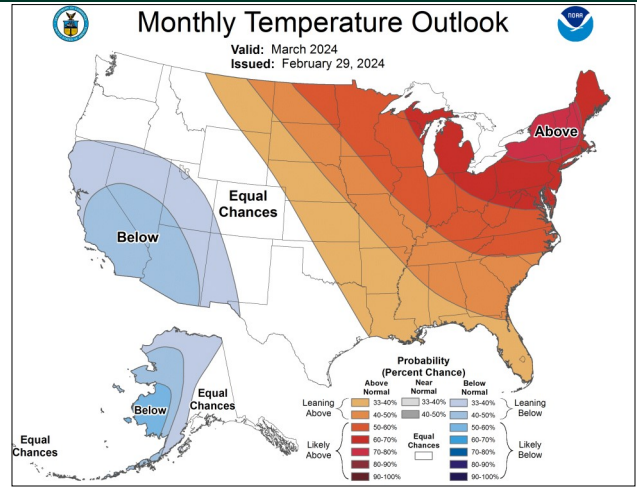 Monthly Temperature Outlook
NOAA
Valid: March 2024
Issued: February 29, 2024
Above
Equal
Chances
Below
Below
Equal
Chances
Equal
Chances
Probability
(Percent Chance)
Above
Normal
Near
Normal
Below
Normal
Leaning
Above
33-40%
40-50%
33-40%
40-50%
33-40%
40-50%
Leaning
Below
Likely
Above
50-60%
60-70%
70-80%
80-90%
90-100%
Equal
Chances
50-60%
60-70%
70-80%
80-90%
90-100%
Likely
Below